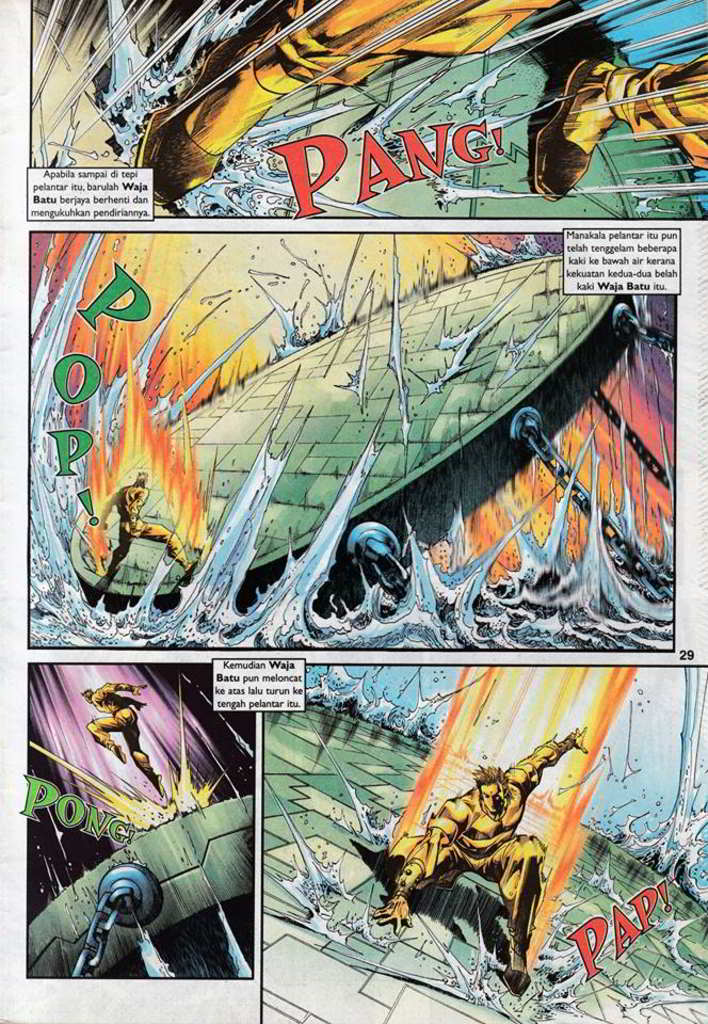 PANG!
Apabila sampai di tepi
pelantar itu, barulah Waja
Batu berjaya berhenti dan
mengukuhkan pendiriannya.
Manakala pelantar itu pun
telah tenggelam beberapa
kaki ke bawah air kerana
kekuatan kedua-dua belah
kaki Waja Batu itu.
POP!
29
Kemudian Waja
Batu pun meloncat
ke atas lalu turun ke
tengah pelantar itu.
PONG!
PAP!